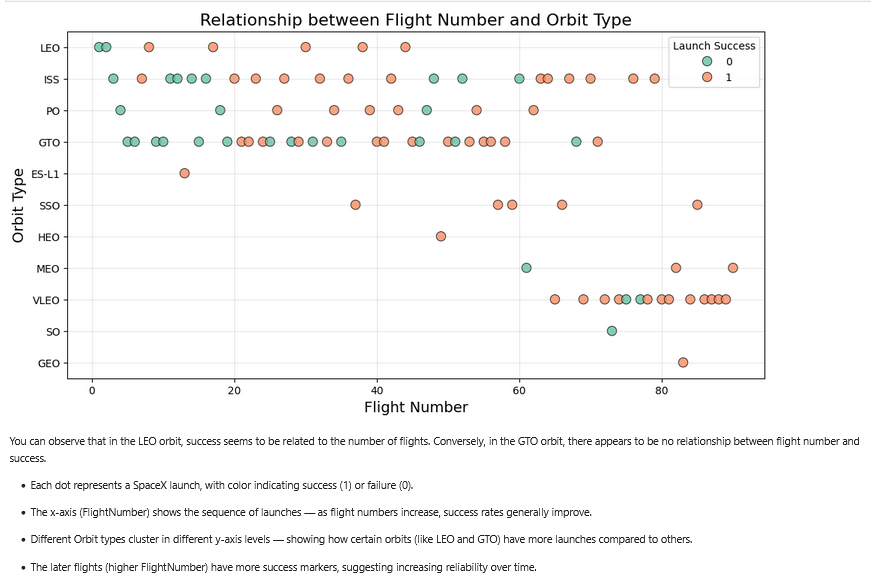 Relationship between Flight Number and Orbit Type
Launch Success
0
1
LEO
ISS
PO
GTO
ES-L1
SSO
HEO
MEO
VLEO
SO
GEO
Orbit Type
0 20 40 60 80
Flight Number
You can observe that in the LEO orbit, success seems to be related to the number of flights. Conversely, in the GTO orbit, there appears to be no relationship between flight number and
success.
• Each dot represents a SpaceX launch, with color indicating success (1) or failure (0).
• The x-axis (FlightNumber) shows the sequence of launches — as flight numbers increase, success rates generally improve.
• Different Orbit types cluster in different y-axis levels — showing how certain orbits (like LEO and GTO) have more launches compared to others.
• The later flights (higher FlightNumber) have more success markers, suggesting increasing reliability over time.